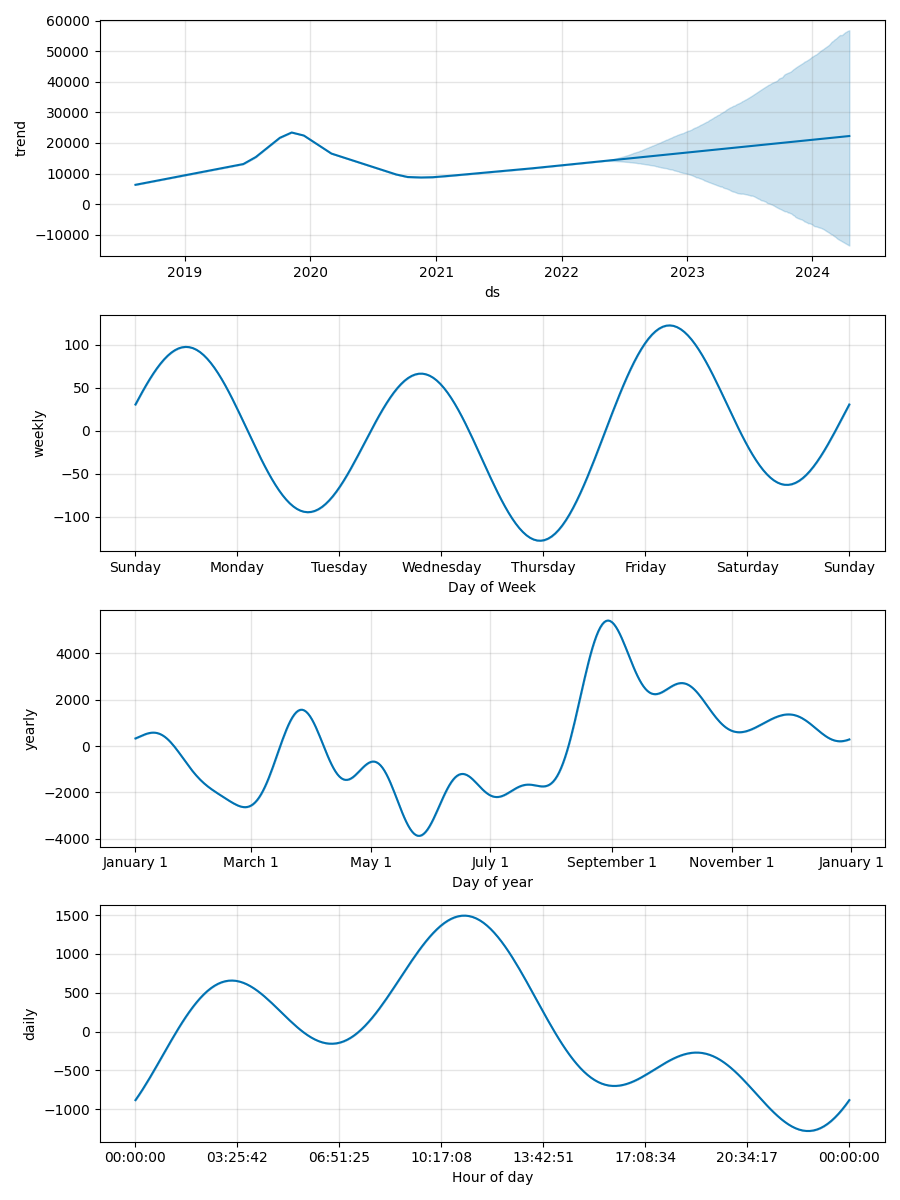 60000
50000
40000
30000
20000
10000
0
−10000
trend
2019 2020 2021 2022 2023 2024
ds
100
50
0
−50
−100
weekly
Sunday Monday Tuesday Wednesday Thursday Friday Saturday Sunday
Day of Week
4000
2000
0
−2000
−4000
yearly
January 1 March 1 May 1 July 1 September 1 November 1 January 1
Day of year
1500
1000
500
0
−500
−1000
daily
00:00:00 03:25:42 06:51:25 10:17:08 13:42:51 17:08:34 20:34:17 00:00:00
Hour of day